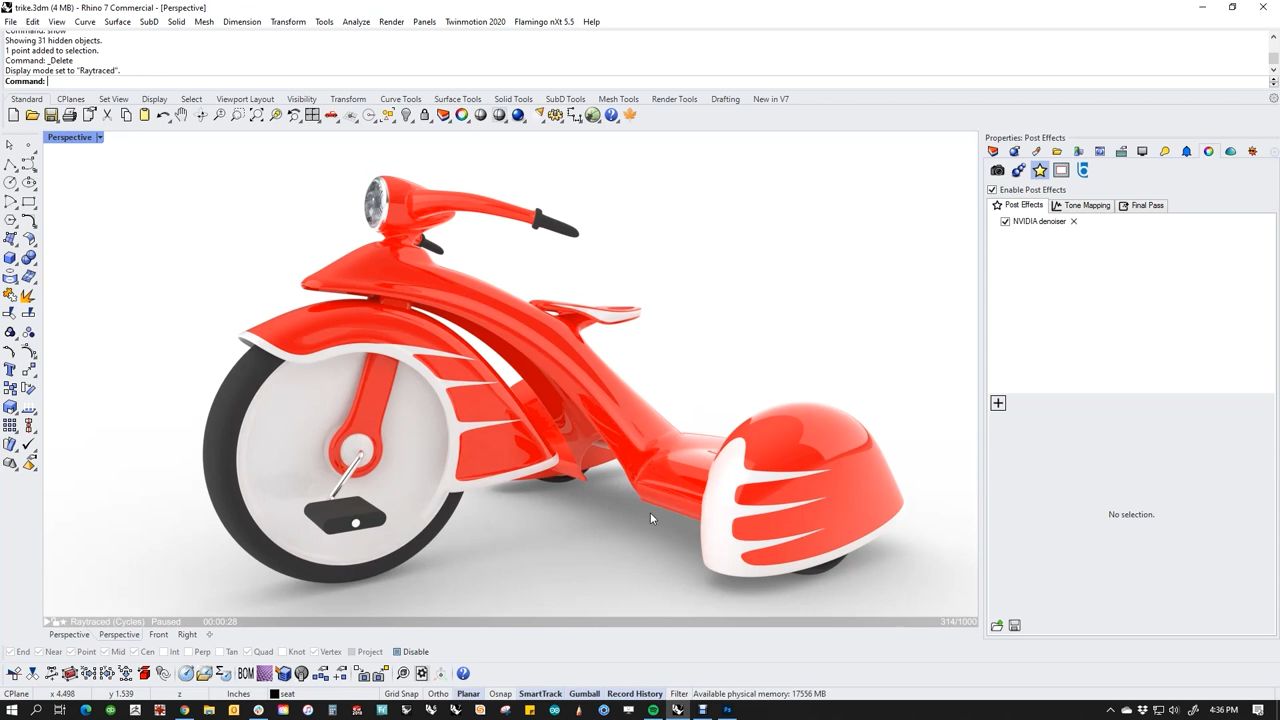 trike.3dm (4 MB) - Rhino 7 Commercial - [Perspective]
File Edit View Curve Surface SubD Solid Mesh Dimension Transform Tools Analyze Render Panels Twinmotion 2020 Flamingo nXt 5.5 Help
Command: show
Showing 31 hidden objects.
1 point added to selection.
Command: _Delete
Display mode set to "Raytraced".
Command:
Standard CPlanes Set View Display Select Viewport Layout Visibility Transform Curve Tools Surface Tools Solid Tools SubD Tools Mesh Tools Render Tools Drafting New in V7
Perspective
Properties: Post Effects
Enable Post Effects
Post Effects Tone Mapping Final Pass
NVIDIA denoiser
No selection.
Raytraced (Cycles) Paused 00:00:28 314/1000
Perspective Perspective Front Right
End Near Point Mid Cen Int Perp Tan Quad Knot Vertex Project Disable
BOM
CPlane x 4.498 y 1.539 z Inches seat Grid Snap Ortho Planar Osnap SmartTrack Gumball Record History Filter Available physical memory: 17556 MB
4:36 PM